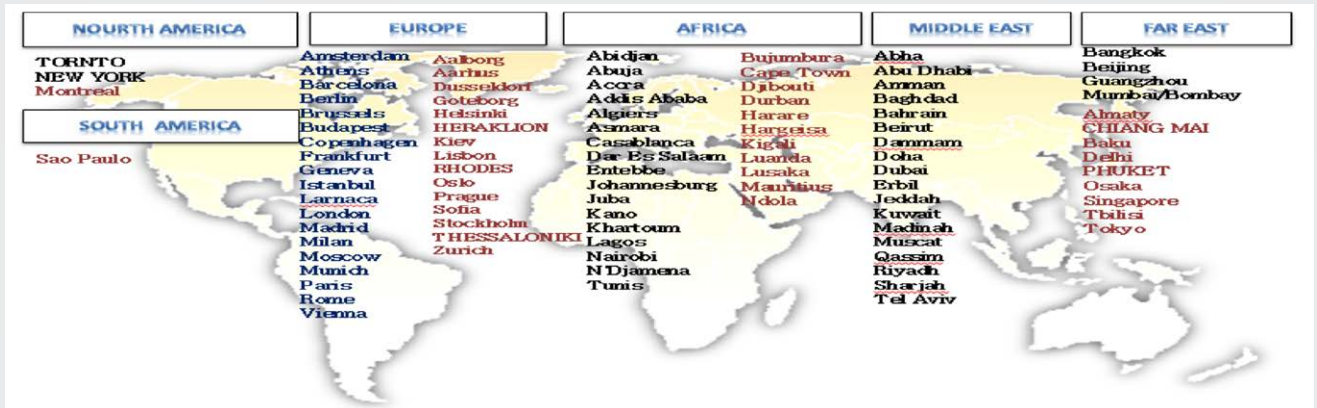 NOURTH AMERICA
TORNTO
NEW YORK
Montreal
SOUTH AMERICA
Sao Paulo
EUROPE
Amsterdam
Athens
Barcelona
Berlin
Brussels
Budapest
Copenhagen
Frankfurt
Geneva
Istanbul
Larnaca
London
Madrid
Milan
Moscow
Munich
Paris
Rome
Vienna
Aalborg
Aarhus
Dusseldorf
Goteborg
Helsinki
HERAKLION
Kiev
Lisbon
RHODES
Oslo
Prague
Sofia
Stockholm
THESSALONIKI
Zurich
AFRICA
Abidjan
Abuja
Accra
Addis Ababa
Algiers
Asmara
Casablanca
Dar Es Salaam
Entebbe
Johannesburg
Juba
Kano
Khartoum
Lagos
Nairobi
N'Djamena
Tunis
Bujumbura
Cape Town
Djibouti
Durban
Harare
Hargeisa
Kigali
Luanda
Lusaka
Mauritius
Ndola
MIDDLE EAST
Abha
Abu Dhabi
Amman
Baghdad
Bahrain
Beirut
Dammam
Doha
Dubai
Erbil
Jeddah
Kuwait
Madinah
Muscat
Qassim
Riyadh
Sharjah
Tel Aviv
FAR EAST
Bangkok
Beijing
Guangzhou
Mumbai/Bombay
Almaty
CHIANG MAI
Baku
Delhi
PHUKET
Osaka
Singapore
Tbilisi
Tokyo